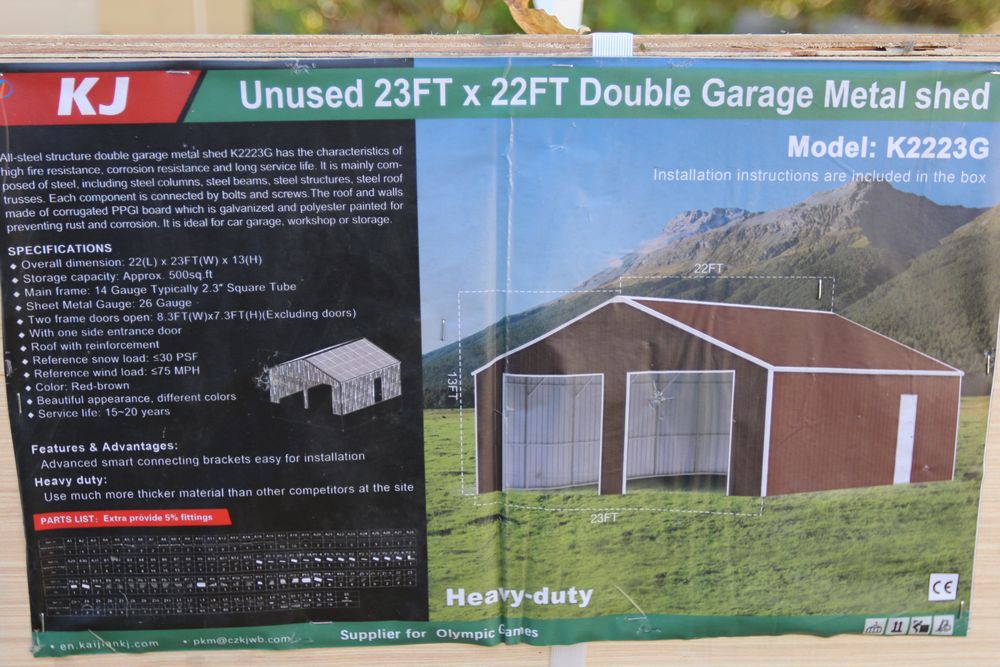 KJ
Unused 23FT x 22FT Double Garage Metal shed
Model: K2223G
Installation instructions are included in the box
All-steel structure double garage metal shed K2223G has the characteristics of
high fire resistance, corrosion resistance and long service life. It is mainly com-
posed of steel, including steel columns, steel beams, steel structures, steel roof
trusses. Each component is connected by bolts and screws.The roof and walls
made of corrugated PPGI board which is galvanized and polyester painted for
preventing rust and corrosion. It is ideal for car garage, workshop or storage.
SPECIFICATIONS
◆ Overall dimension: 22(L) x 23FT(W) x 13(H)
◆ Storage capacity: Approx. 500sq.ft
◆ Main frame: 14 Gauge Typically 2.3" Square Tube
◆ Sheet Metal Gauge: 26 Gauge
◆ Two frame doors open: 8.3FT(W)x7.3FT(H)(Excluding doors)
◆ With one side entrance door
◆ Roof with reinforcement
◆ Reference snow load: ≤30 PSF
◆ Reference wind load: ≤75 MPH
◆ Color: Red-brown
◆ Beautiful appearance, different colors
◆ Service life: 15~20 years
Features & Advantages:
Advanced smart connecting brackets easy for installation
Heavy duty:
Use much more thicker material than other competitors at the site
PARTS LIST: Extra provide 5% fittings
22FT
13FT
23FT
Heavy-duty
CE
• en.kaijiankj.com • pkm@czkjwb.com
Supplier for Olympic Games